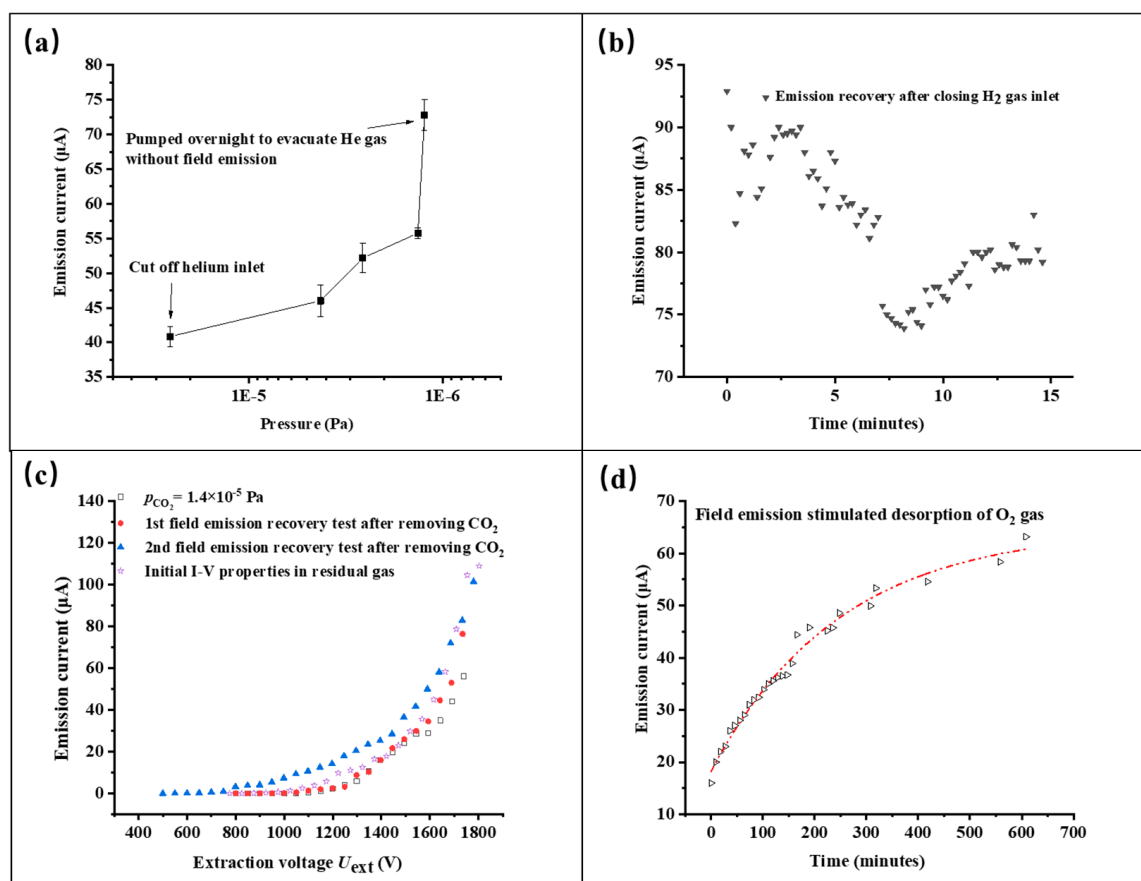 (a)
80
75
70
65
60
55
50
45
40
35
Emission current (μA)
Pumped overnight to evacuate He gas
without field emission
Cut off helium inlet
1E-5
1E-6
Pressure (Pa)
(b)
95
90
85
80
75
70
Emission current (μA)
Emission recovery after closing H₂ gas inlet
0
5
10
15
Time (minutes)
(c)
140
120
100
80
60
40
20
0
Emission current (μA)
pCO₂= 1.4×10⁻⁵ Pa
1st field emission recovery test after removing CO₂
2nd field emission recovery test after removing CO₂
Initial I-V properties in residual gas
400 600 800 1000 1200 1400 1600 1800
Extraction voltage Uext (V)
(d)
70
60
50
40
30
20
10
Emission current (μA)
Field emission stimulated desorption of O₂ gas
0 100 200 300 400 500 600 700
Time (minutes)